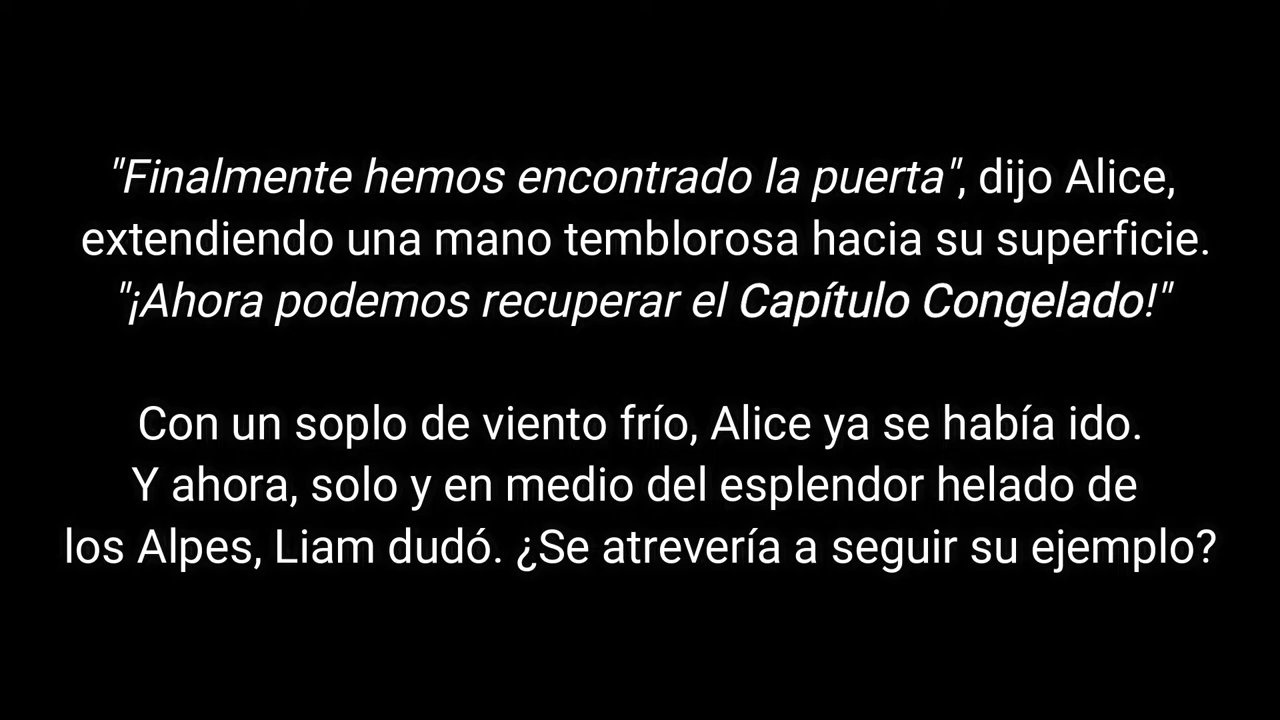 "Finalmente hemos encontrado la puerta", dijo Alice,
extendiendo una mano temblorosa hacia su superficie.
"¡Ahora podemos recuperar el Capítulo Congelado!"
Con un soplo de viento frío, Alice ya se había ido.
Y ahora, solo y en medio del esplendor helado de
los Alpes, Liam dudó. ¿Se atrevería a seguir su ejemplo?